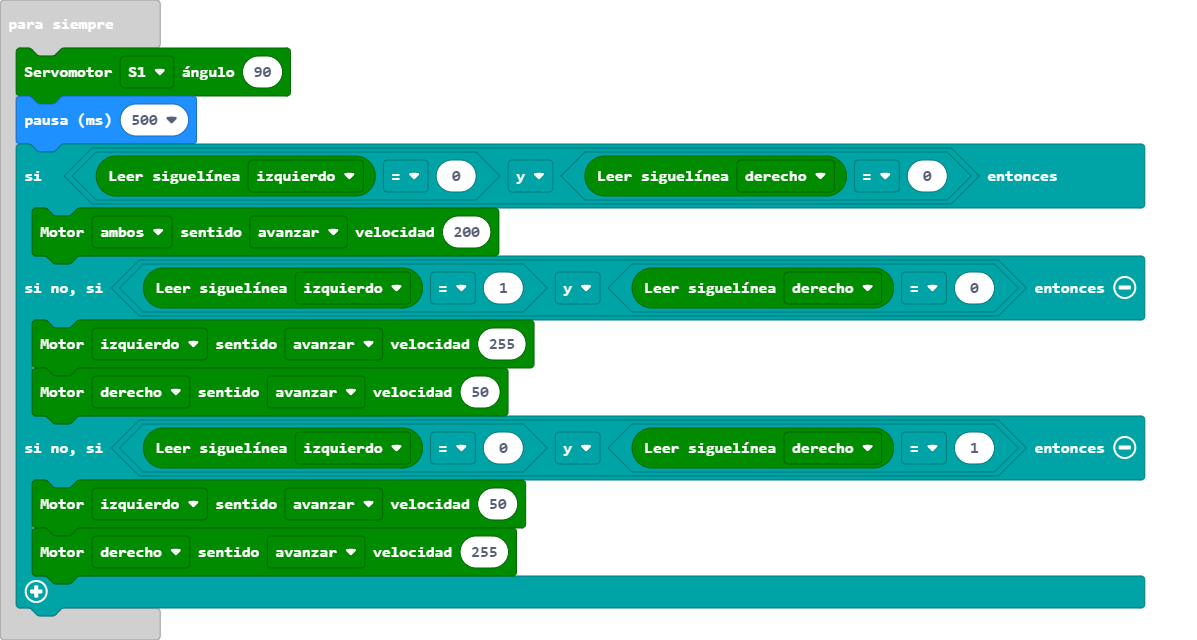 para siempre
Servomotor S1 ángulo 90
pausa (ms) 500
si Leer siguelínea izquierdo = 0 y Leer siguelínea derecho = 0 entonces
Motor ambos sentido avanzar velocidad 200
si no, si Leer siguelínea izquierdo = 1 y Leer siguelínea derecho = 0 entonces
Motor izquierdo sentido avanzar velocidad 255
Motor derecho sentido avanzar velocidad 50
si no, si Leer siguelínea izquierdo = 0 y Leer siguelínea derecho = 1 entonces
Motor izquierdo sentido avanzar velocidad 50
Motor derecho sentido avanzar velocidad 255